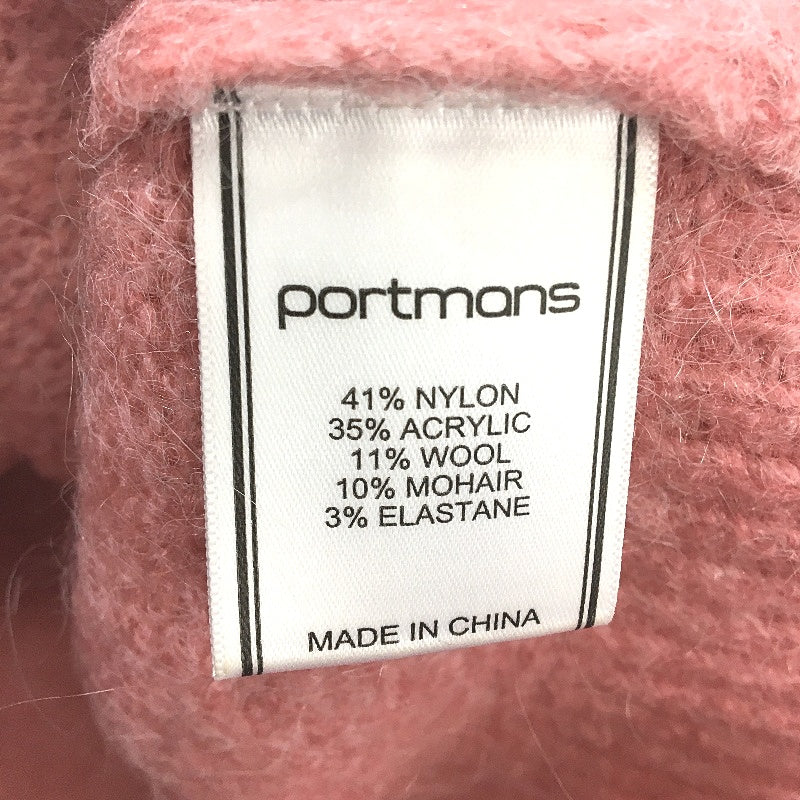 portmans
41% NYLON
35% ACRYLIC
11% WOOL
10% MOHAIR
3% ELASTANE
MADE IN CHINA